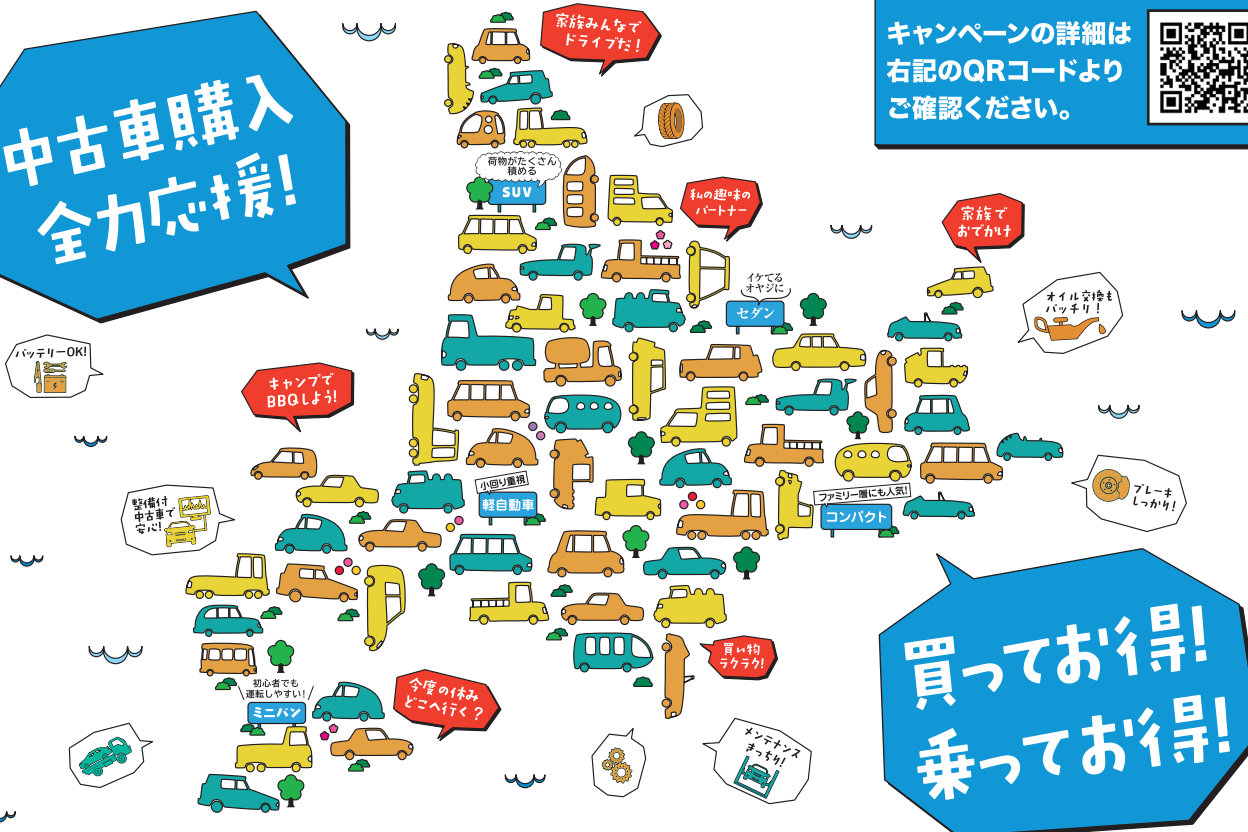 中古車購入
全力応援!
家族みんなで
ドライブだ!
キャンペーンの詳細は
右記のQRコードより
ご確認ください。
荷物がたくさん
積める
SUV
私の趣味の
パートナー
家族で
おでかけ
イケてる
オヤジに
セダン
オイル交換も
バッチリ!
バッテリーOK!
キャンプで
BBQしよう!
小回り重視
軽自動車
ファミリー層にも人気!
コンパクト
ブレーキ
しっかり!
整備付
中古車で
安心!
買い物
ラクラク!
初心者でも
運転しやすい!
ミニバン
今度の休み
どこへ行く?
メンテナンス
まっちり!
買ってお得!
乗ってお得!